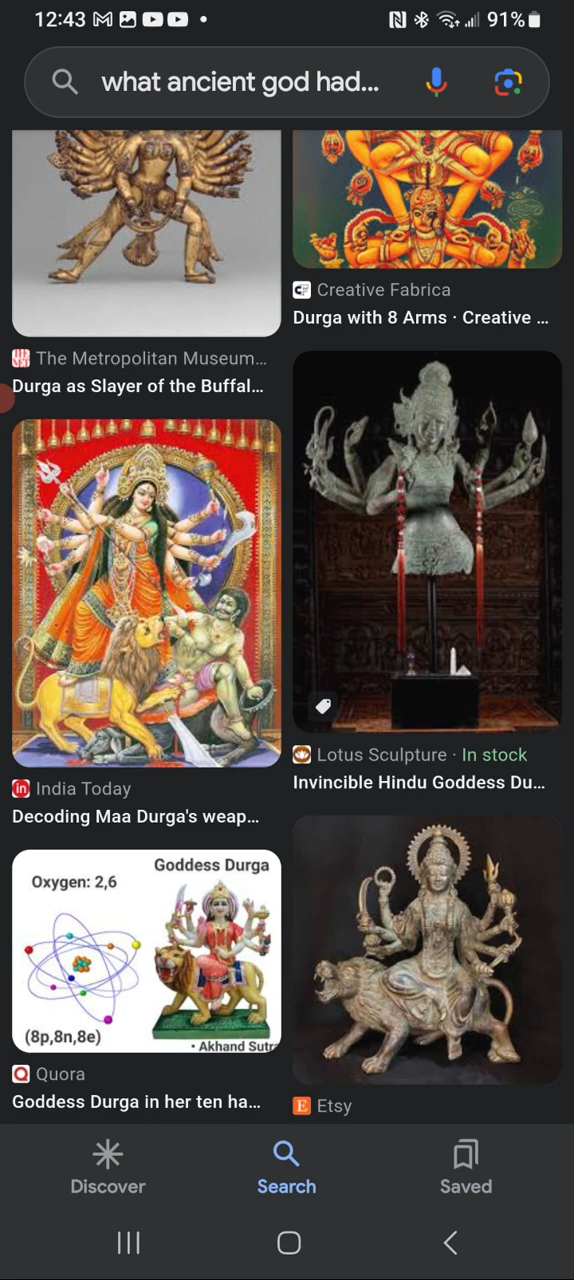 12:43
91%
what ancient god had...
The Metropolitan Museum...
Durga as Slayer of the Buffal...
Creative Fabrica
Durga with 8 Arms · Creative ...
India Today
Decoding Maa Durga's weap...
Lotus Sculpture · In stock
Invincible Hindu Goddess Du...
Goddess Durga
Oxygen: 2,6
(8p,8n,8e)
• Akhand Sutra
Quora
Goddess Durga in her ten ha...
Etsy
Discover
Search
Saved